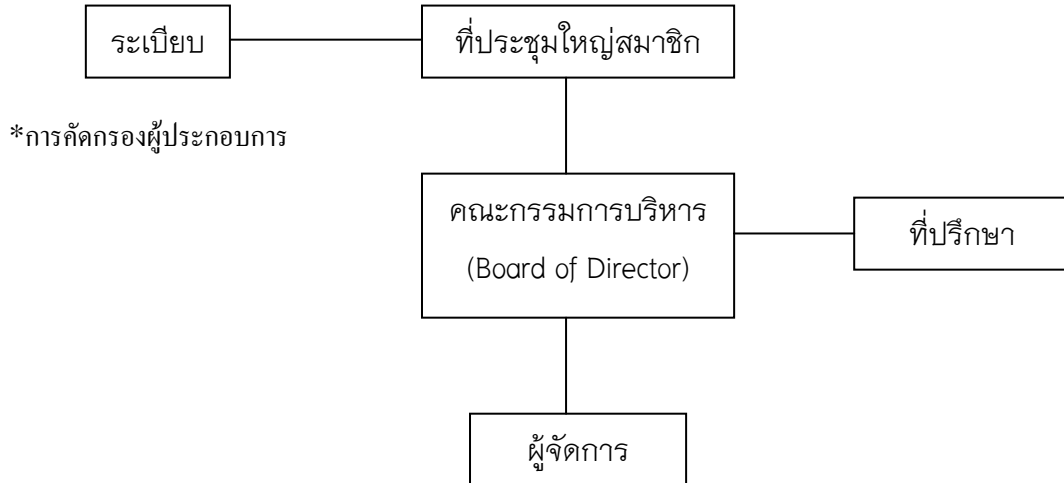 ระเบียบ
ที่ประชุมใหญ่สมาชิก
*การคัดกรองผู้ประกอบการ
คณะกรรมการบริหาร
(Board of Director)
ที่ปรึกษา
ผู้จัดการ